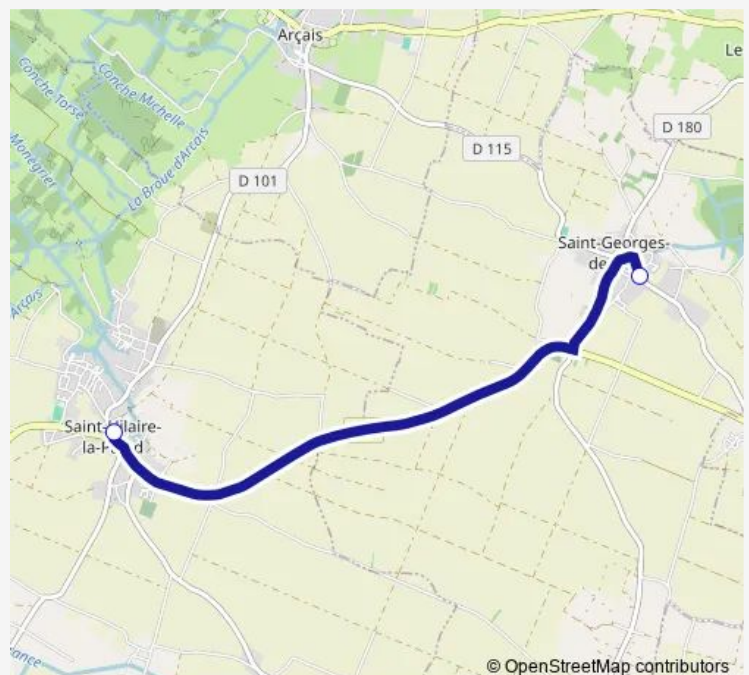 Arçais
Le
Conche Torse
Conche Michelle
D 180
D 115
Monegrier
La Broue d'Arçais
D 101
Saint-Georges-
de
Arçais
Saint-Hilaire-
la-P
d
© OpenStreetMap contributors